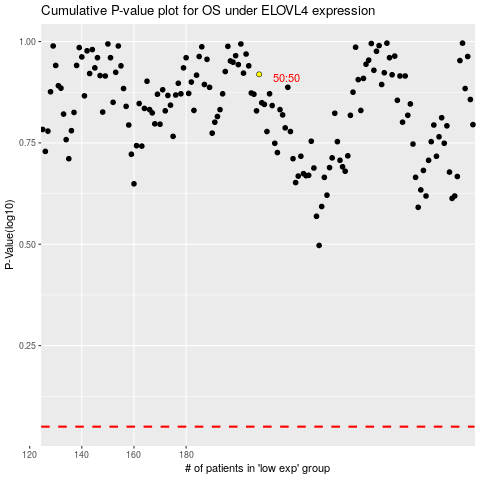 Cumulative P-value plot for OS under ELOVL4 expression
P-Value(log10)
1.00
0.75
0.50
0.25
50:50
120 140 160 180
# of patients in 'low exp' group